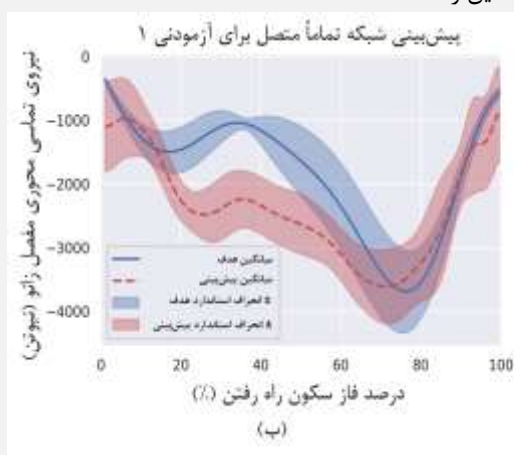 پیش‌بینی شبکه تماماً متصل برای آزمودنی ۱
نیروی تماسی محوری مفصل زانو (نیوتن)
0
−1000
−2000
−3000
−4000
میانگین هدف
میانگین پیش‌بینی
± انحراف استاندارد هدف
± انحراف استاندارد پیش‌بینی
0 20 40 60 80 100
درصد فاز سکون راه رفتن (٪)
(ب)